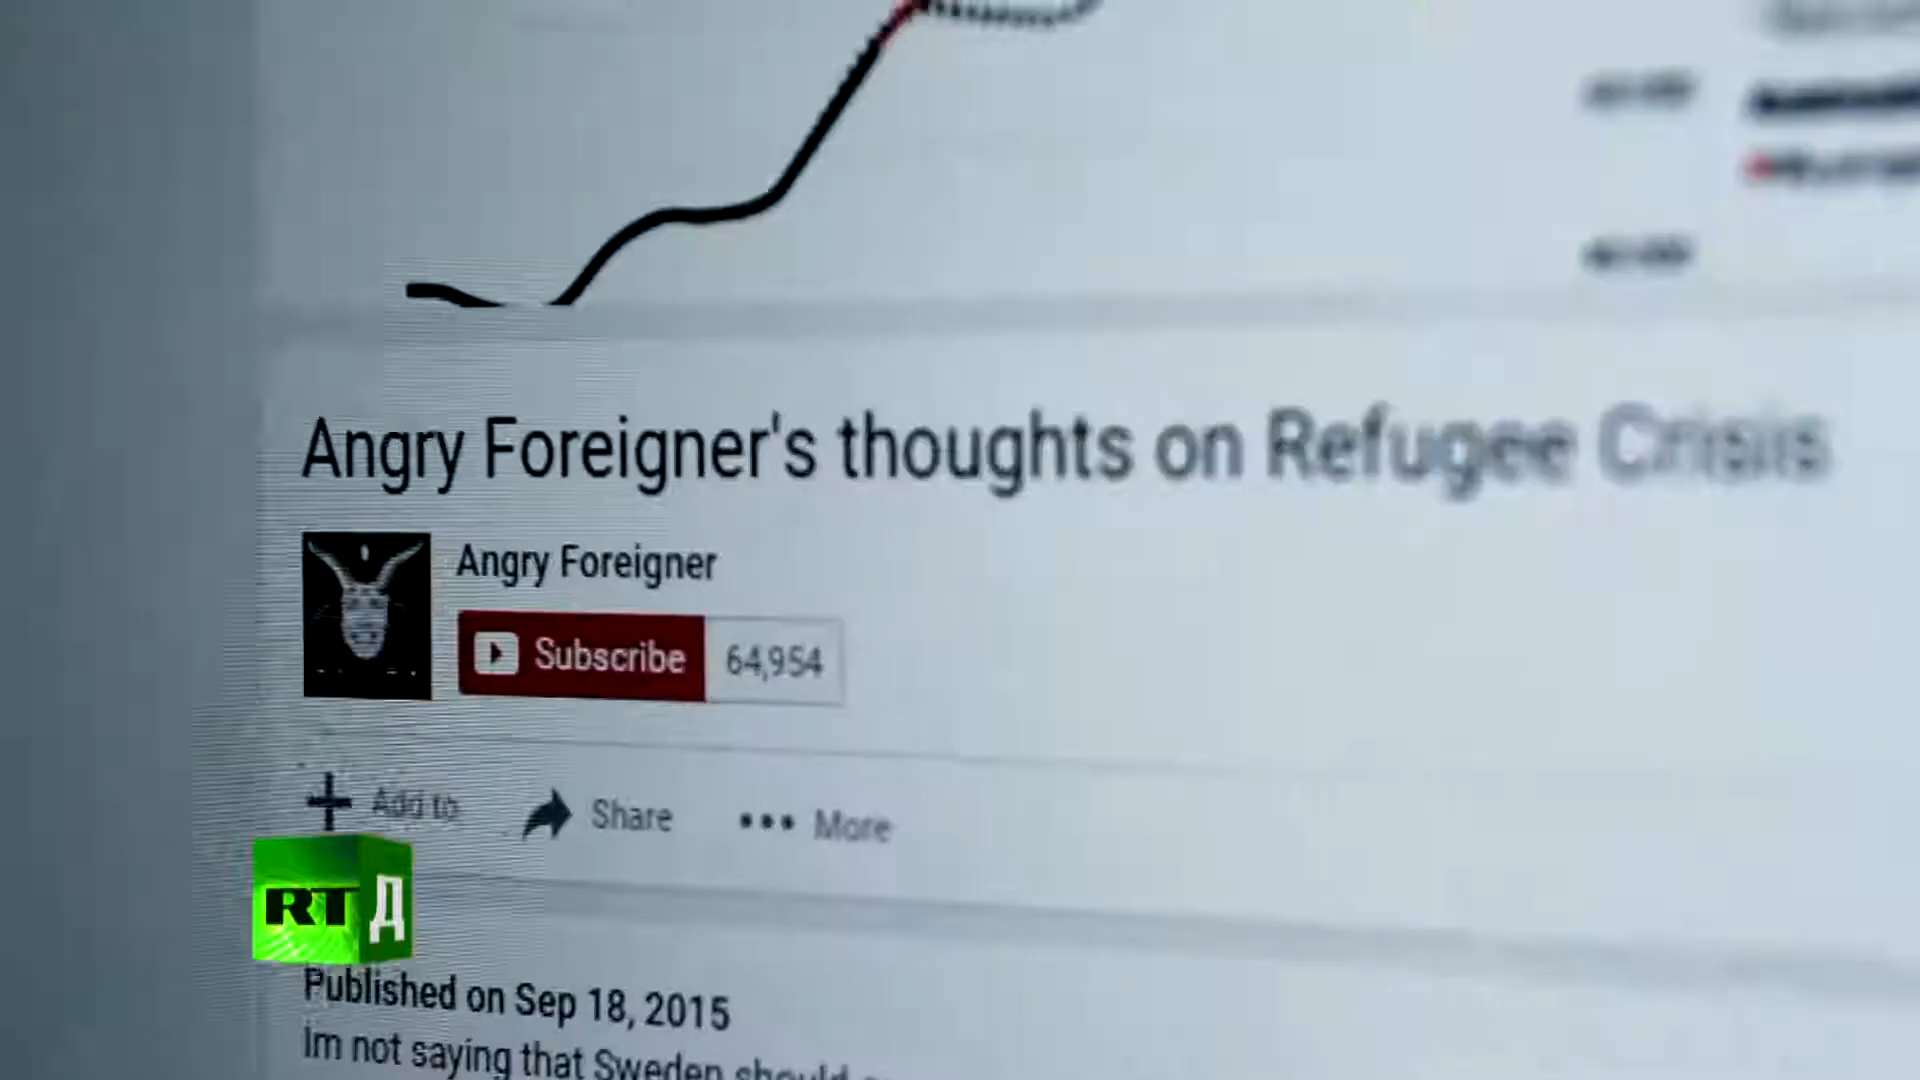 Angry Foreigner's thoughts on Refugee Crisis
Angry Foreigner
Subscribe 64,954
Add to Share More
RT Д
Published on Sep 18, 2015
Im not saying that Sweden should